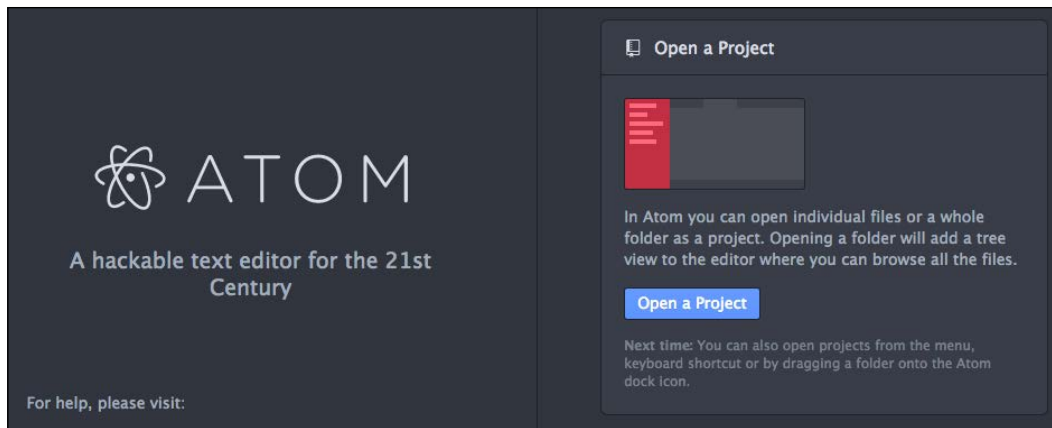 ATOM
A hackable text editor for the 21st
Century
For help, please visit:
Open a Project
In Atom you can open individual files or a whole
folder as a project. Opening a folder will add a tree
view to the editor where you can browse all the files.
Open a Project
Next time: You can also open projects from the menu,
keyboard shortcut or by dragging a folder onto the Atom
dock icon.